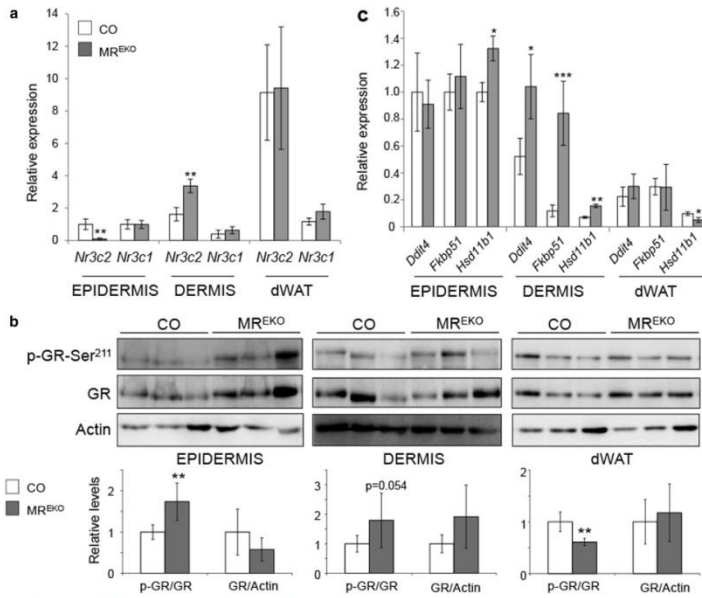 a
CO
MR^EKO
Relative expression
14
12
10
8
6
4
2
0
**
**
Nr3c2 Nr3c1 Nr3c2 Nr3c1 Nr3c2 Nr3c1
EPIDERMIS DERMIS dWAT
c
Relative expression
1.6
1.4
1.2
1.0
0.8
0.6
0.4
0.2
0
*
*
***
**
*
Ddit4 Fkbp51 Hsd11b1 Ddit4 Fkbp51 Hsd11b1 Ddit4 Fkbp51 Hsd11b1
EPIDERMIS DERMIS dWAT
b
CO MR^EKO CO MR^EKO CO MR^EKO
p-GR-Ser^211
GR
Actin
EPIDERMIS DERMIS dWAT
CO
MR^EKO
Relative levels
3
2
1
0
**
p-GR/GR GR/Actin
3
2
1
0
p=0.054
p-GR/GR GR/Actin
2
1
0
**
p-GR/GR GR/Actin